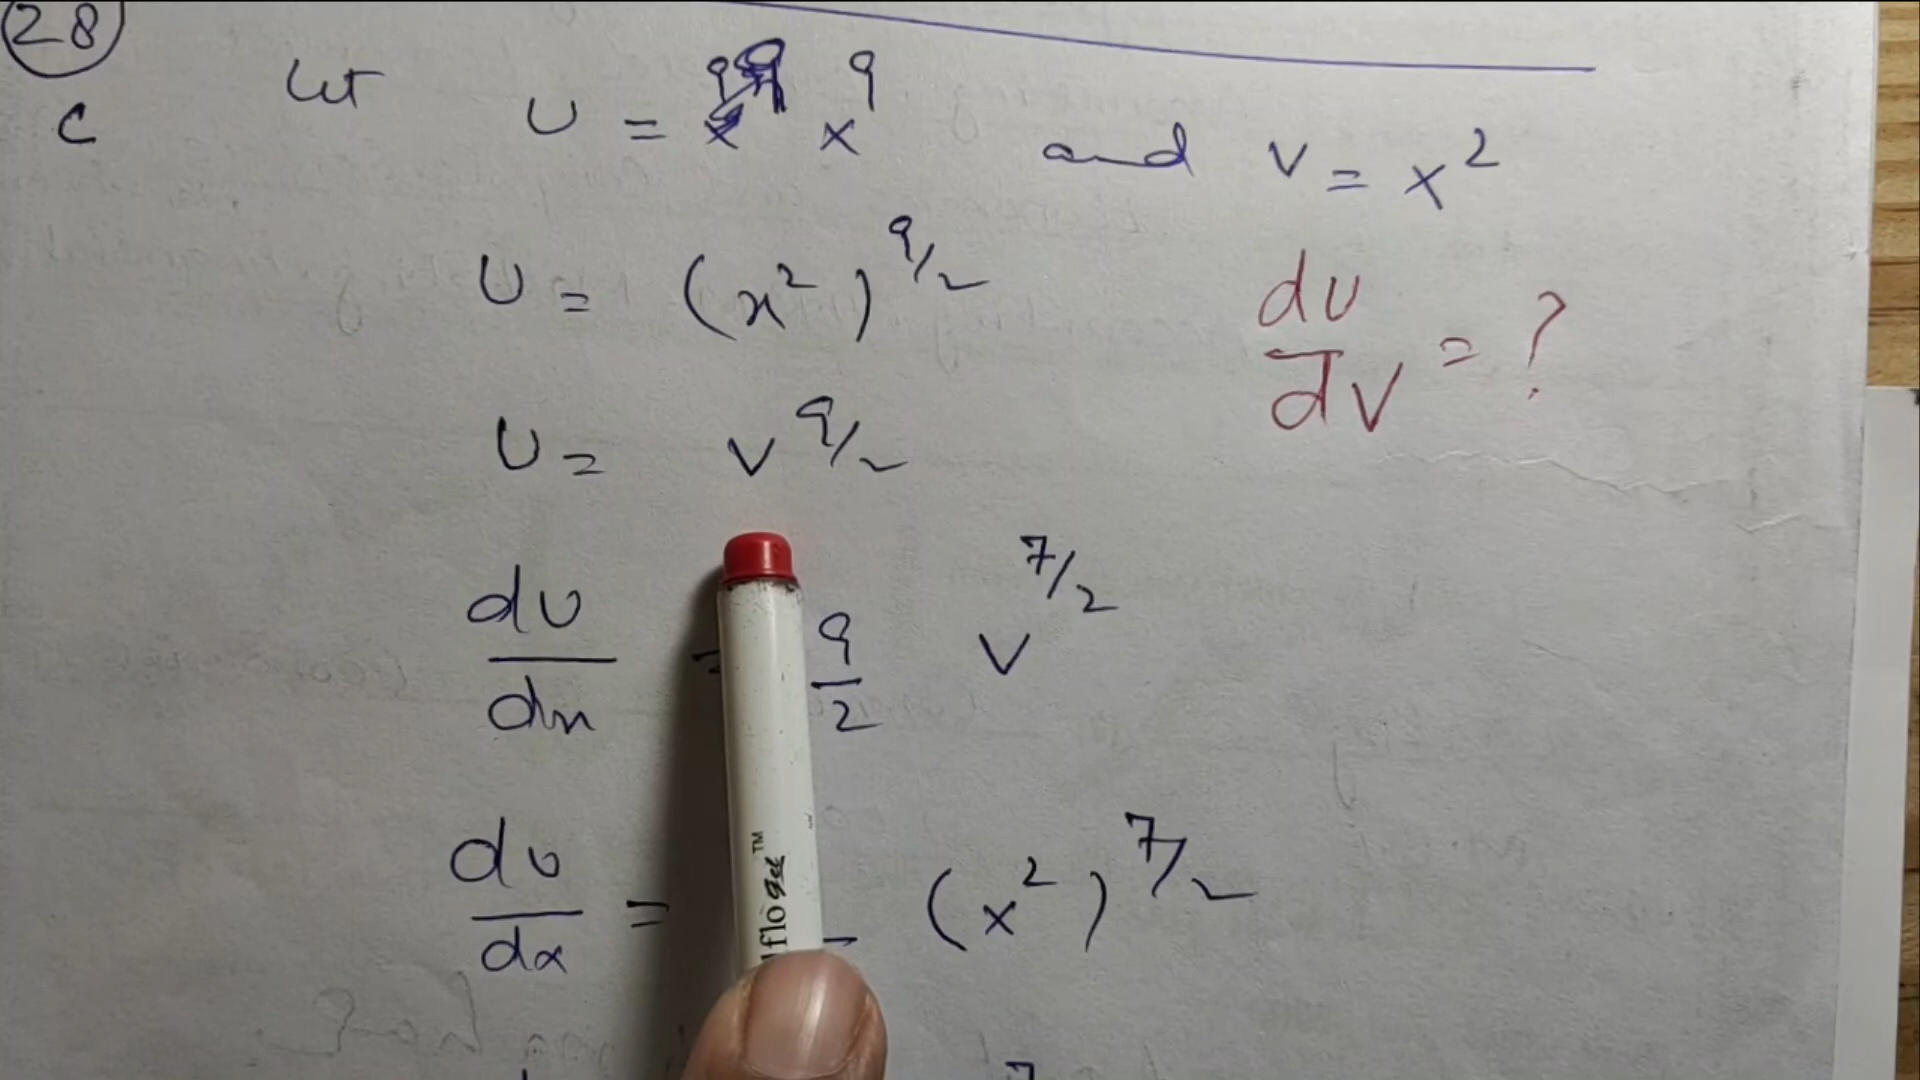 28
C Let U = x⁹ and V = x²
U = (x²)^9/2
dU/dV = ?
U = V^9/2
dU/dx = 9/2 V^7/2
dU/dx = (x²)^7/2
flo gel™
7